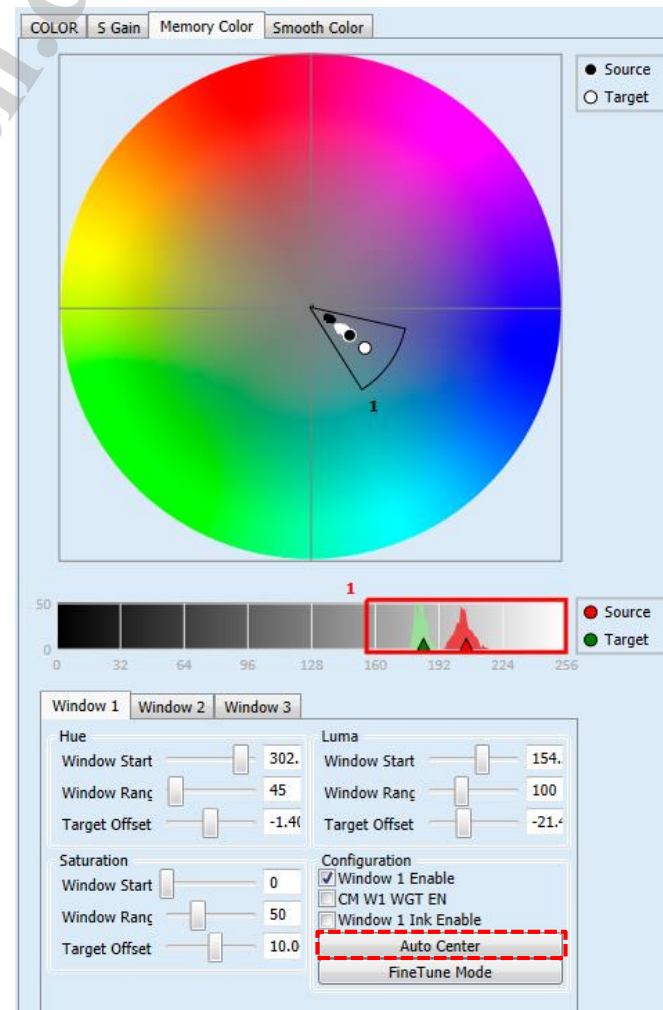 COLOR S Gain Memory Color Smooth Color
Source
Target
1
1
50
0
0 32 64 96 128 160 192 224 256
Source
Target
Window 1 Window 2 Window 3
Hue
Window Start 302.
Window Rang 45
Target Offset -1.40
Luma
Window Start 154.
Window Rang 100
Target Offset -21.4
Saturation
Window Start 0
Window Rang 50
Target Offset 10.0
Configuration
Window 1 Enable
CM W1 WGT EN
Window 1 Ink Enable
Auto Center
FineTune Mode